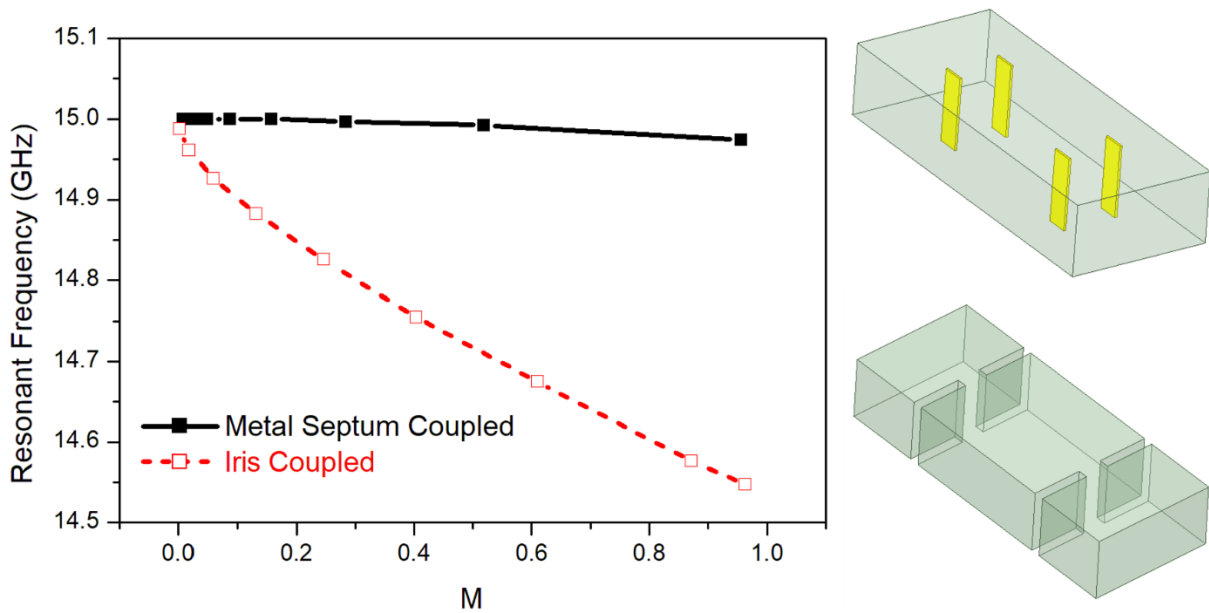 Resonant Frequency (GHz)
15.1
15.0
14.9
14.8
14.7
14.6
14.5
Metal Septum Coupled
Iris Coupled
0.0 0.2 0.4 0.6 0.8 1.0
M